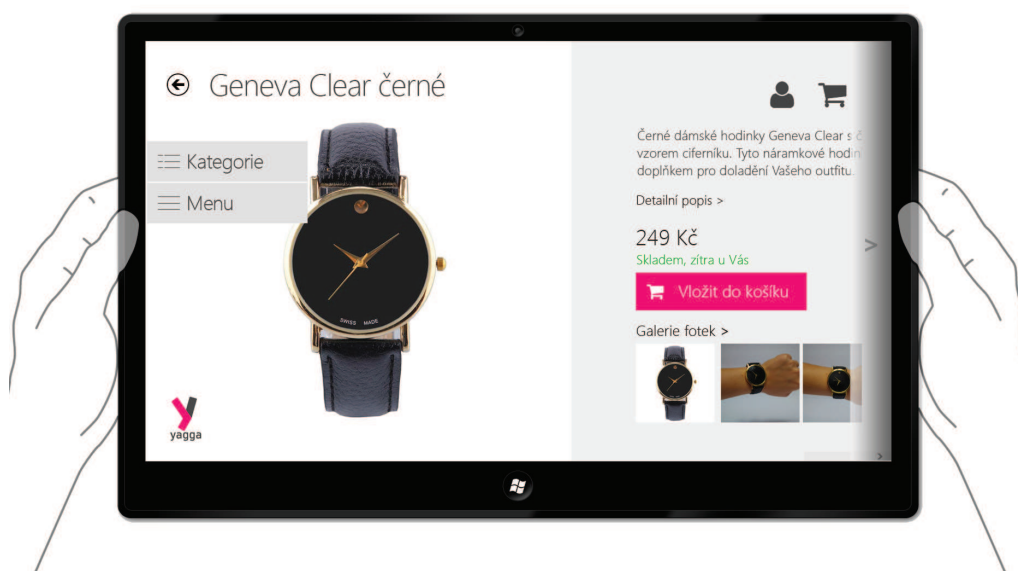 Geneva Clear černé
Kategorie
Menu
SWISS MADE
yagga
Černé dámské hodinky Geneva Clear s č
vzorem ciferníku. Tyto náramkové hodin
doplňkem pro doladění Vašeho outfitu.
Detailní popis >
249 Kč
Skladem, zítra u Vás
Vložit do košíku
Galerie fotek >